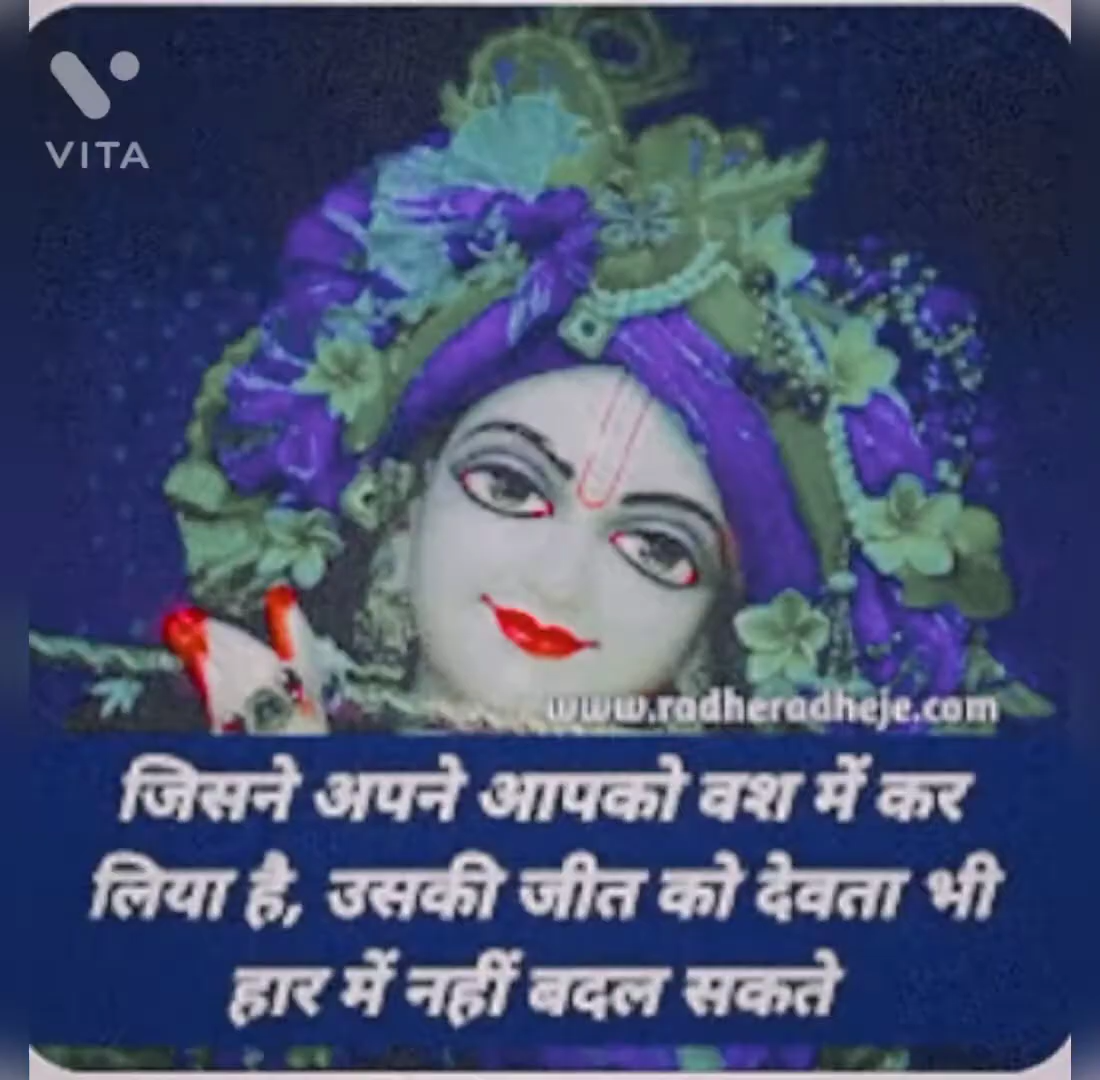 VITA
www.radheradheje.com
जिसने अपने आपको वश में कर
लिया है, उसकी जीत को देवता भी
हार में नहीं बदल सकते